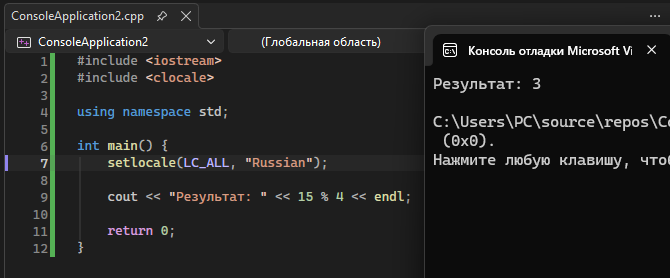 ConsoleApplication2.cpp
ConsoleApplication2
(Глобальная область)
1 #include <iostream>
2 #include <clocale>
3
4 using namespace std;
5
6 int main() {
7 setlocale(LC_ALL, "Russian");
8
9 cout << "Результат: " << 15 % 4 << endl;
10
11 return 0;
12 }
Консоль отладки Microsoft Vi
Результат: 3
C:\Users\PC\source\repos\Co
(0x0).
Нажмите любую клавишу, чтоб